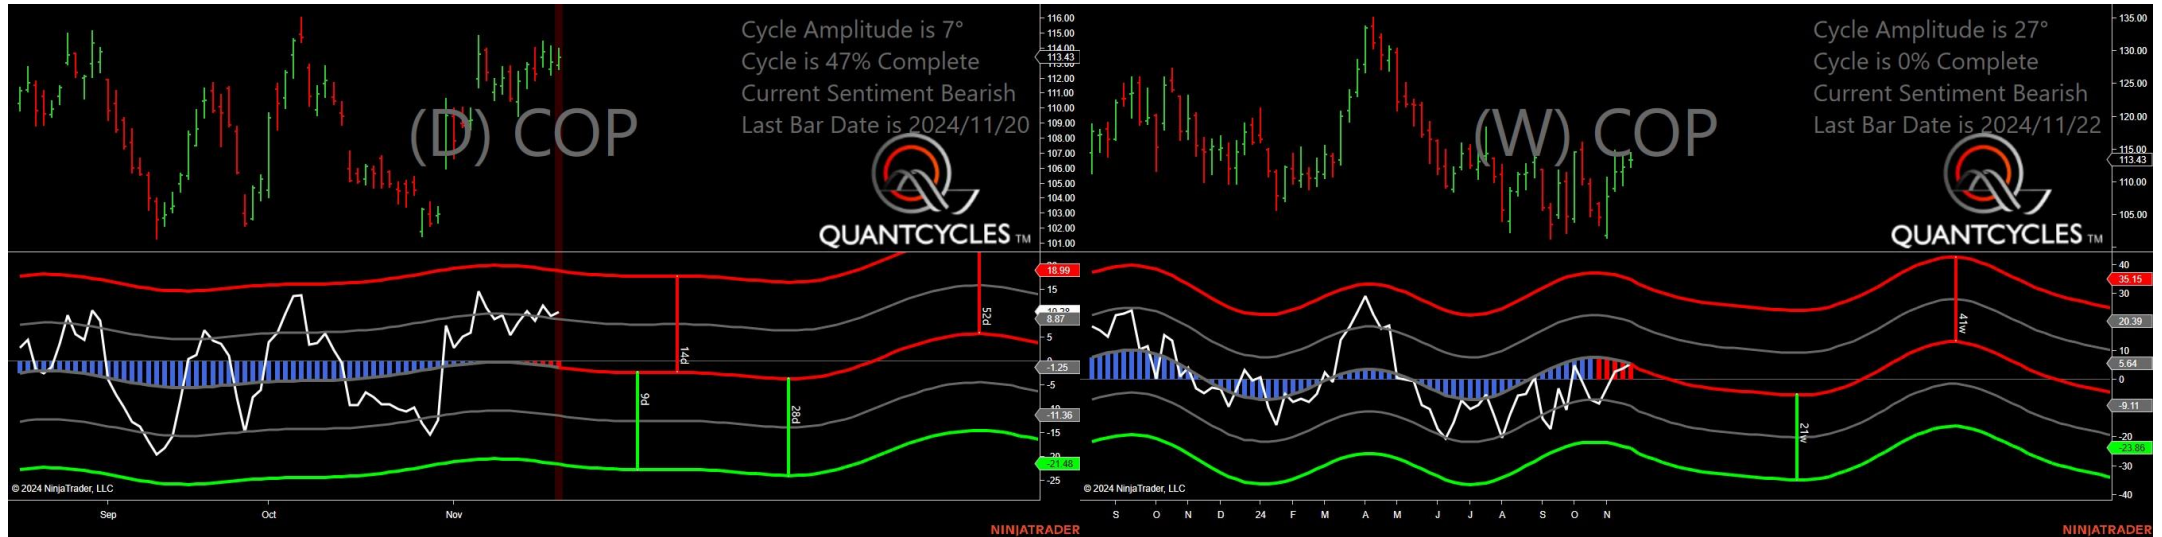 Cycle Amplitude is 7°
Cycle is 47% Complete
Current Sentiment Bearish
Last Bar Date is 2024/11/20
(D) COP
QUANTCYCLES TM
116.00
115.00
114.00
113.43
112.00
111.00
110.00
109.00
108.00
107.00
106.00
105.00
104.00
103.00
102.00
101.00
18.99
15
8.87
5
-1.25
-5
-11.36
-15
-21.48
-25
14d
52d
9d
28d
© 2024 NinjaTrader, LLC
Sep
Oct
Nov
NINJATRADER
Cycle Amplitude is 27°
Cycle is 0% Complete
Current Sentiment Bearish
Last Bar Date is 2024/11/22
(W) COP
QUANTCYCLES TM
135.00
130.00
125.00
120.00
115.00
113.43
110.00
105.00
40
35.15
30
20.39
10
5.64
0
-9.11
-20
-23.86
-30
-40
41w
21w
© 2024 NinjaTrader, LLC
S O N D 24 F M A M J J A S O N
NINJATRADER